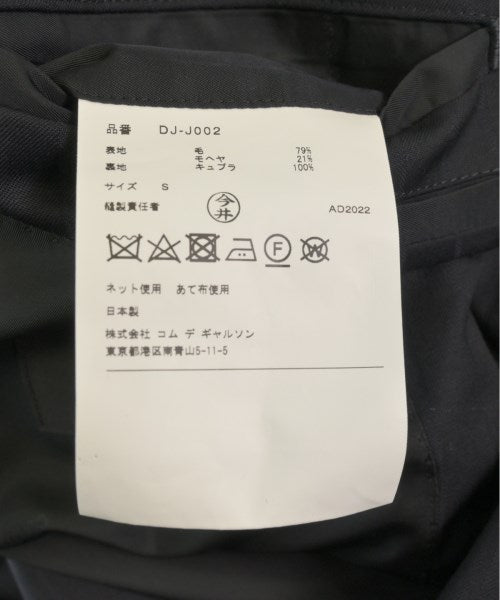 品番 DJ-J002
表地 毛 79%
モヘヤ 21%
裏地 キュプラ 100%
サイズ S
縫製責任者 今井 AD2022
F W
ネット使用 あて布使用
日本製
株式会社 コム デ ギャルソン
東京都港区南青山5-11-5